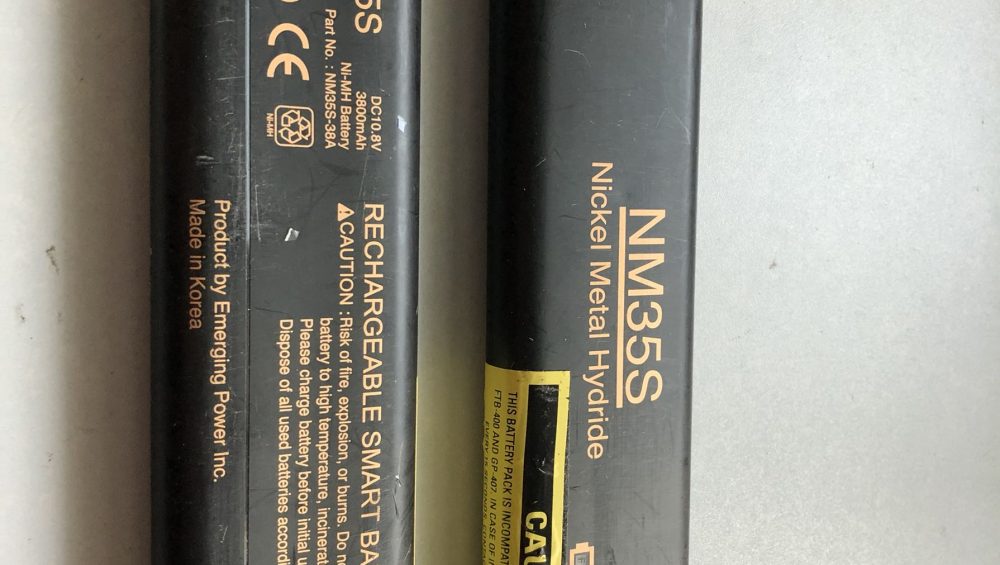 5S
DC10.8V
3800mAh
Ni-MH Battery
Part No. : NM35S-38A
CE
Ni-MH
RECHARGEABLE SMART BA
CAUTION : Risk of fire, explosion, or burns. Do n
battery to high temperature, incinerat
Please charge battery before initial u
Dispose of all used batteries accordi
Product by Emerging Power Inc.
Made in Korea
NM35S
Nickel Metal Hydride
CAU
THIS BATTERY PACK IS INCOMPAT
FTB-400 AND GP-407. IN CASE OF I
EVERY 15 SECONDS,